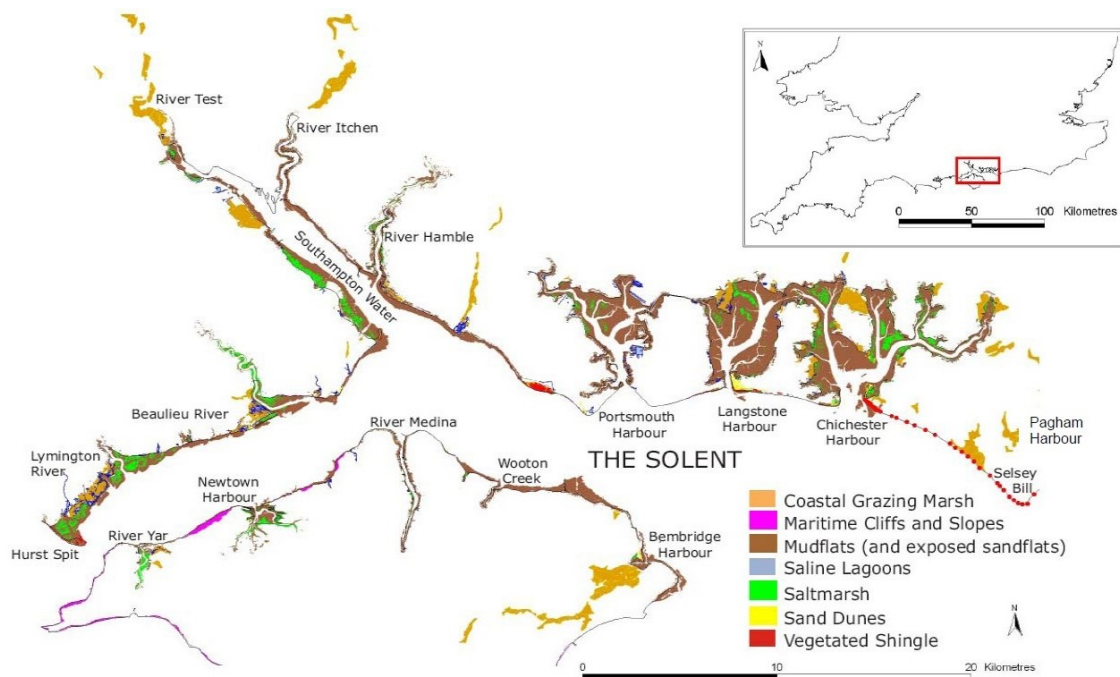 N
0 50 100 Kilometres
River Test
River Itchen
River Hamble
Southampton Water
Beaulieu River
Lymington
River
Hurst Spit
River Yar
Newtown
Harbour
River Medina
Wooton
Creek
Bembridge
Harbour
THE SOLENT
Portsmouth
Harbour
Langstone
Harbour
Chichester
Harbour
Pagham
Harbour
Selsey
Bill
Coastal Grazing Marsh
Maritime Cliffs and Slopes
Mudflats (and exposed sandflats)
Saline Lagoons
Saltmarsh
Sand Dunes
Vegetated Shingle
N
0 10 20 Kilometres